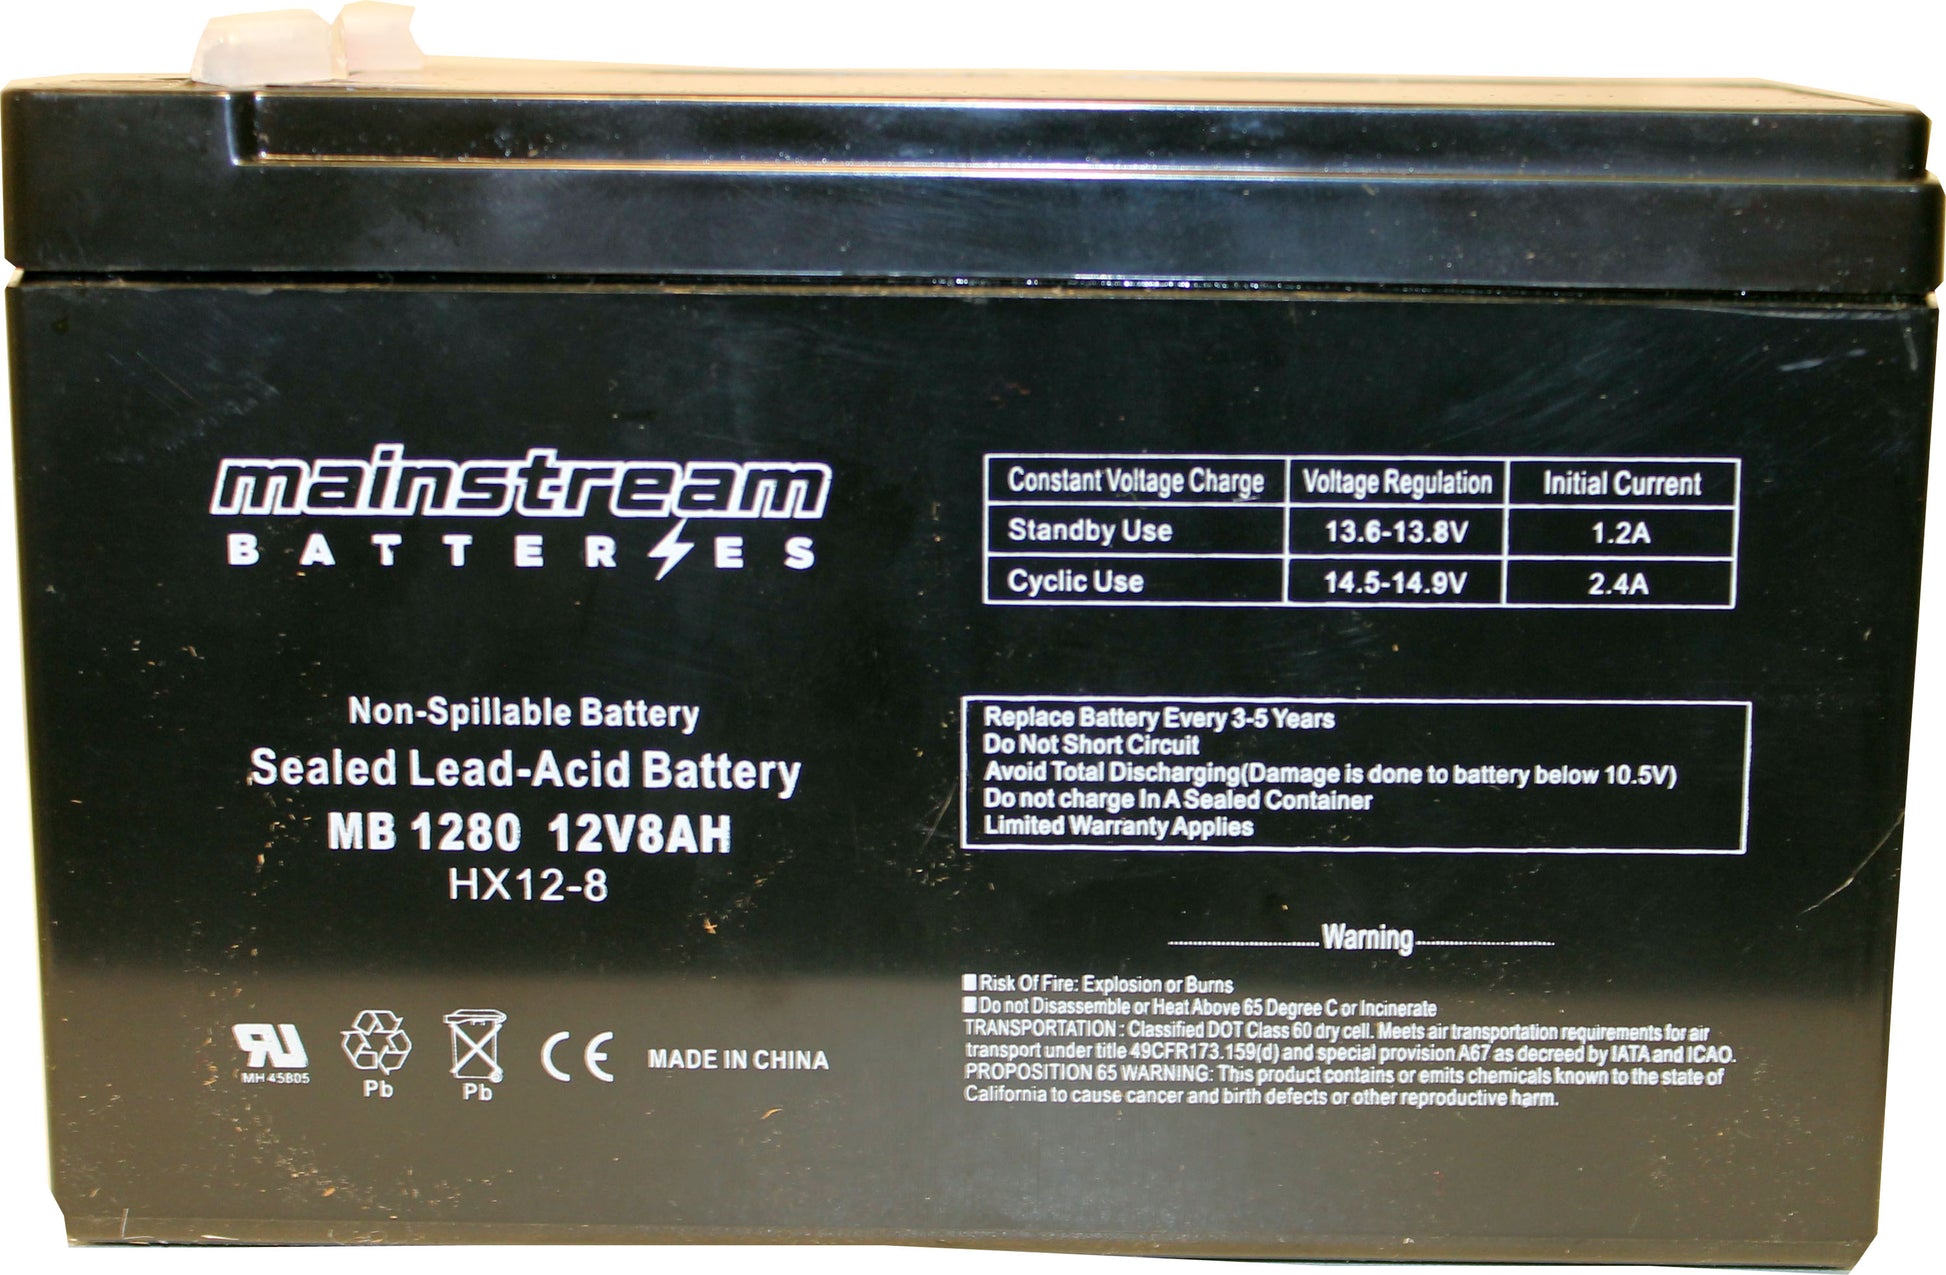 mainstream
BATTERIES
Constant Voltage Charge Voltage Regulation Initial Current
Standby Use 13.6-13.8V 1.2A
Cyclic Use 14.5-14.9V 2.4A
Non-Spillable Battery
Sealed Lead-Acid Battery
MB 1280 12V8AH
HX12-8
Replace Battery Every 3-5 Years
Do Not Short Circuit
Avoid Total Discharging(Damage is done to battery below 10.5V)
Do not charge In A Sealed Container
Limited Warranty Applies
Warning
Risk Of Fire: Explosion or Burns
Do not Disassemble or Heat Above 65 Degree C or Incinerate
TRANSPORTATION : Classified DOT Class 60 dry cell. Meets air transportation requirements for air
transport under title 49CFR173.159(d) and special provision A67 as decreed by IATA and ICAO.
PROPOSITION 65 WARNING: This product contains or emits chemicals known to the state of
California to cause cancer and birth defects or other reproductive harm.
RU
MH 45805
Pb
Pb
CE
MADE IN CHINA